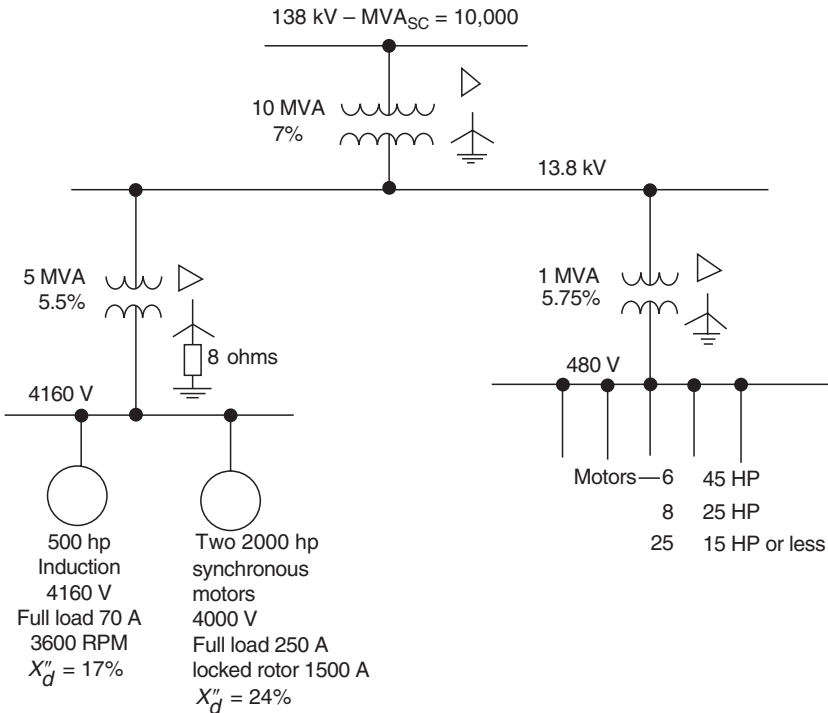 138 kV – MVASC = 10,000
10 MVA
7%
13.8 kV
5 MVA
5.5%
8 ohms
4160 V
1 MVA
5.75%
480 V
Motors—6 45 HP
8 25 HP
25 15 HP or less
500 hp
Induction
4160 V
Full load 70 A
3600 RPM
X″d = 17%
Two 2000 hp
synchronous
motors
4000 V
Full load 250 A
locked rotor 1500 A
X″d = 24%